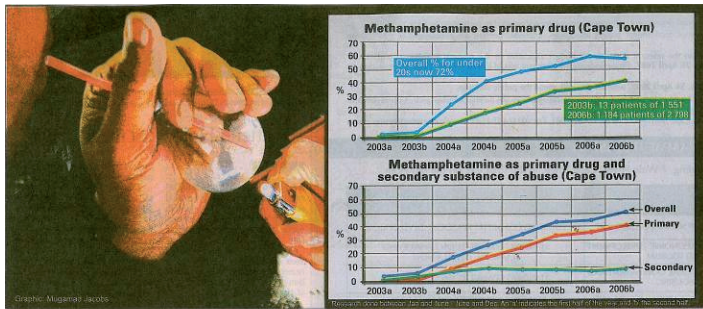 Methamphetamine as primary drug (Cape Town)
70
60
50
40
30
20
10
0
%
Overall % for under
20s now 72%
2003b: 13 patients of 1 551
2006b: 1 184 patients of 2 798
2003a 2003b 2004a 2004b 2005a 2005b 2006a 2006b
Methamphetamine as primary drug and
secondary substance of abuse (Cape Town)
70
60
50
40
30
20
10
0
%
Overall
Primary
Secondary
2003a 2003b 2004a 2004b 2005a 2005b 2006a 2006b
Graphic: Mugamad Jacobs
Research done between Jan and June / June and Dec. An 'a' indicates the first half of the year and 'b' the second half.